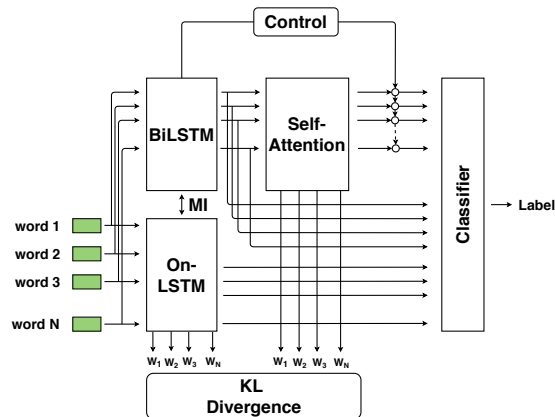 Control
BiLSTM
Self-
Attention
Classifier
MI
Label
word 1
word 2
word 3
word N
On-
LSTM
W1 W2 W3 WN
W1 W2 W3 WN
KL
Divergence